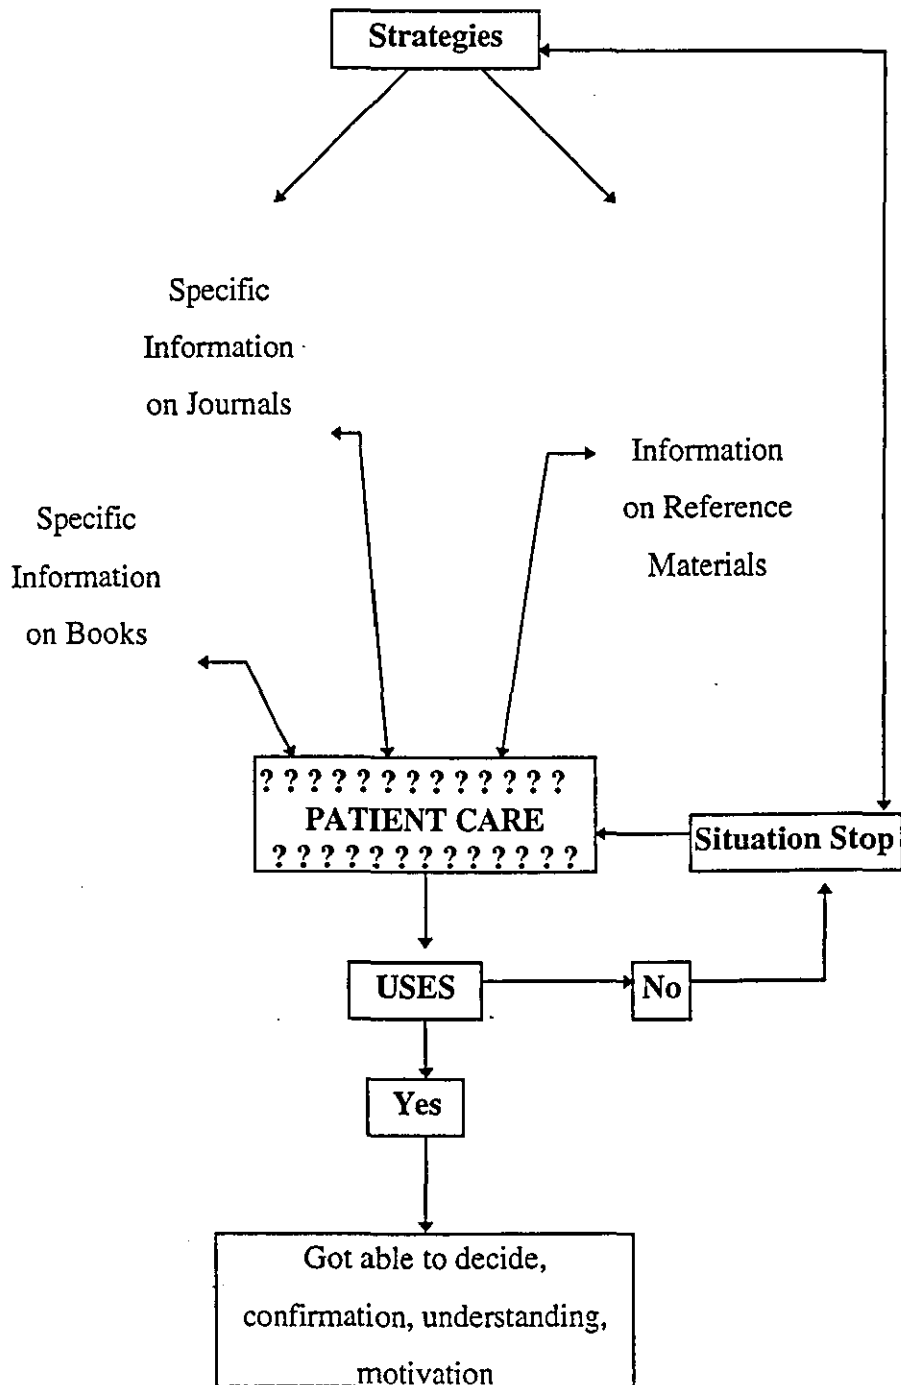 Strategies
Specific
Information
on Journals
Information
on Reference
Materials
Specific
Information
on Books
? ? ? ? ? ? ? ? ? ? ? ? ?
PATIENT CARE
? ? ? ? ? ? ? ? ? ? ? ? ?
Situation Stop
USES
No
Yes
Got able to decide,
confirmation, understanding,
motivation